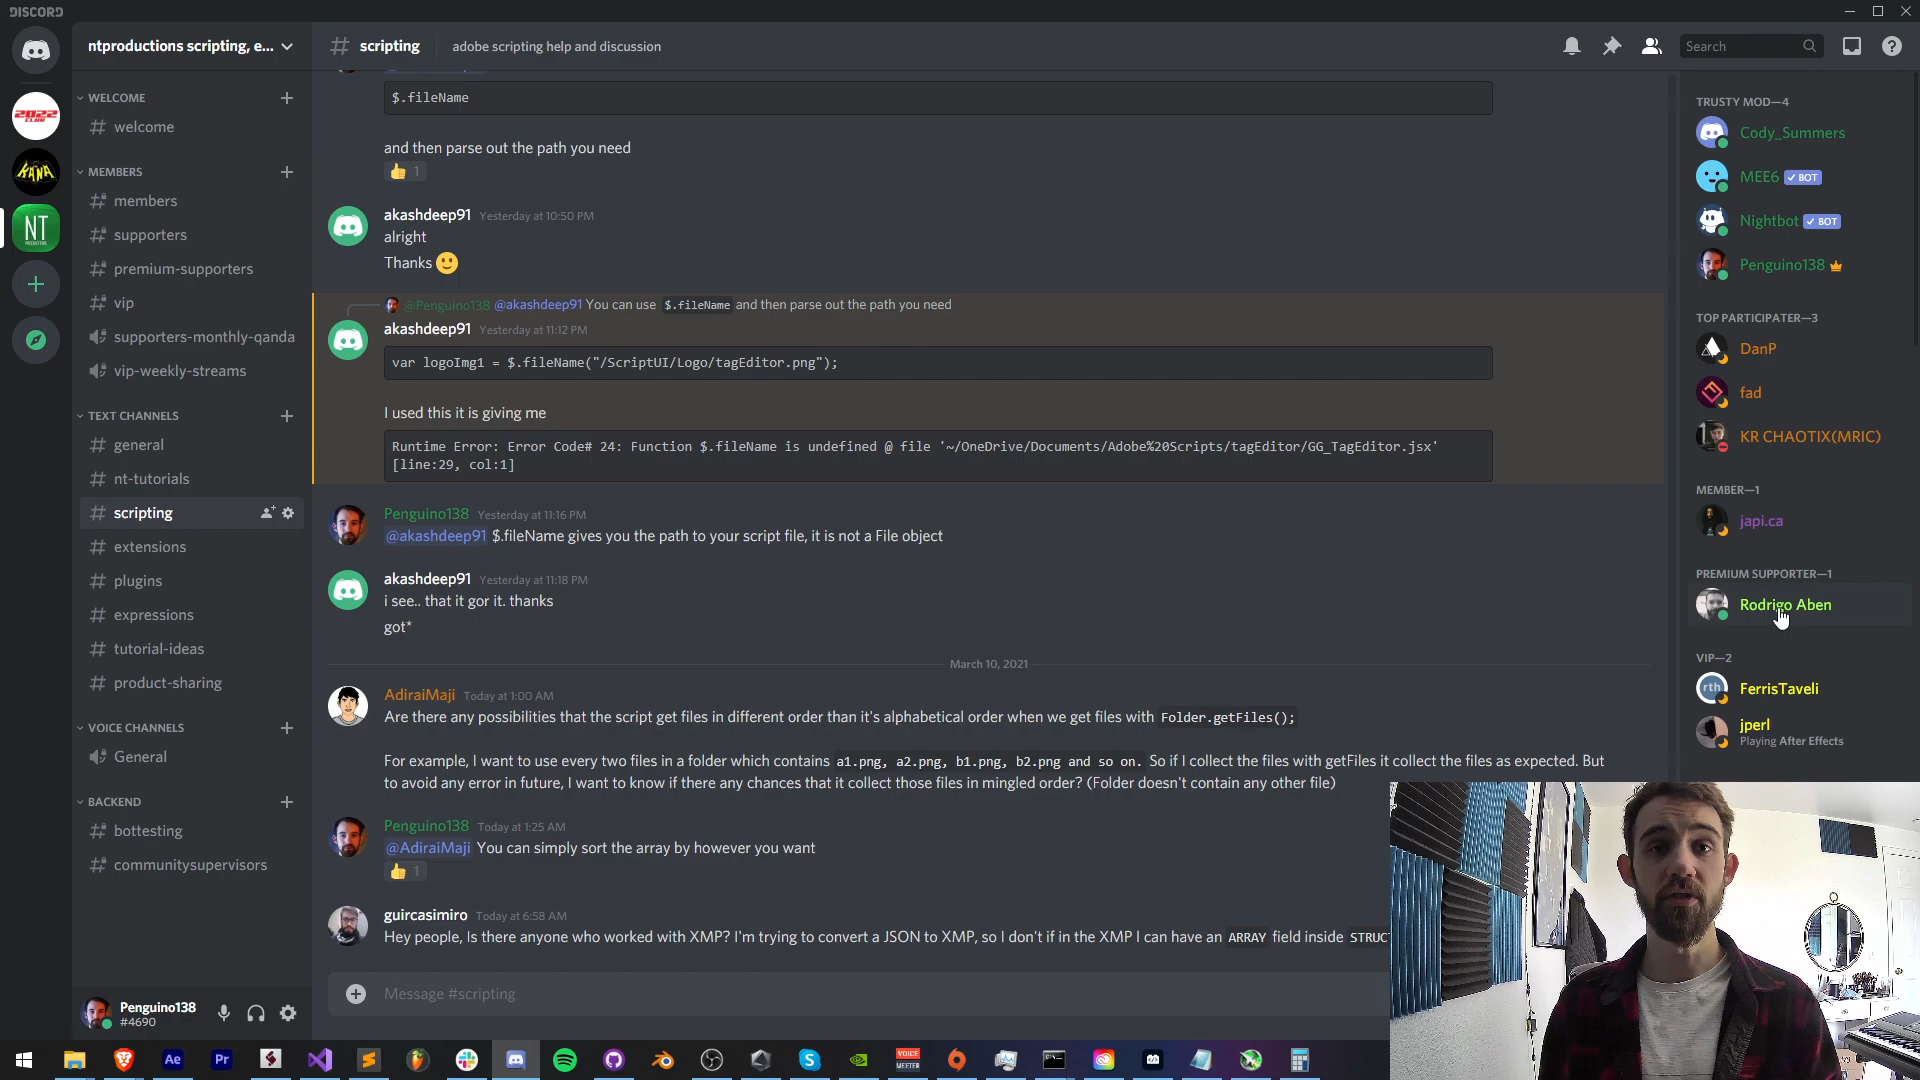 DISCORD
ntproductions scripting, e...
scripting
adobe scripting help and discussion
Search
WELCOME
welcome
MEMBERS
members
supporters
premium-supporters
vip
supporters-monthly-qanda
vip-weekly-streams
TEXT CHANNELS
general
nt-tutorials
scripting
extensions
plugins
expressions
tutorial-ideas
product-sharing
VOICE CHANNELS
General
BACKEND
bottesting
communitysupervisors
Penguino138
#4690
2022
KANA
NT
$.fileName
and then parse out the path you need
1
akashdeep91 Yesterday at 10:50 PM
alright
Thanks
@Penguino138 @akashdeep91 You can use $.fileName and then parse out the path you need
akashdeep91 Yesterday at 11:12 PM
var logoImg1 = $.fileName("/ScriptUI/Logo/tagEditor.png");
I used this it is giving me
Runtime Error: Error Code# 24: Function $.fileName is undefined @ file '~/OneDrive/Documents/Adobe%20Scripts/tagEditor/GG_TagEditor.jsx'
[line:29, col:1]
Penguino138 Yesterday at 11:16 PM
@akashdeep91 $.fileName gives you the path to your script file, it is not a File object
akashdeep91 Yesterday at 11:18 PM
i see.. that it gor it. thanks
got*
March 10, 2021
AdiraiMaji Today at 1:00 AM
Are there any possibilities that the script get files in different order than it's alphabetical order when we get files with Folder.getFiles();
For example, I want to use every two files in a folder which contains a1.png, a2.png, b1.png, b2.png and so on. So if I collect the files with getFiles it collect the files as expected. But
to avoid any error in future, I want to know if there any chances that it collect those files in mingled order? (Folder doesn't contain any other file)
Penguino138 Today at 1:25 AM
@AdiraiMaji You can simply sort the array by however you want
1
guircasimiro Today at 6:58 AM
Hey people, Is there anyone who worked with XMP? I'm trying to convert a JSON to XMP, so I don't if in the XMP I can have an ARRAY field inside STRUC
Message #scripting
TRUSTY MOD—4
Cody_Summers
MEE6 ✓ BOT
Nightbot ✓ BOT
Penguino138
TOP PARTICIPATER—3
DanP
fad
KR CHAOTIX(MRIC)
MEMBER—1
japi.ca
PREMIUM SUPPORTER—1
Rodrigo Aben
VIP—2
rth
FerrisTaveli
jperl
Playing After Effects
Ae
Pr
VOICE
MEETER